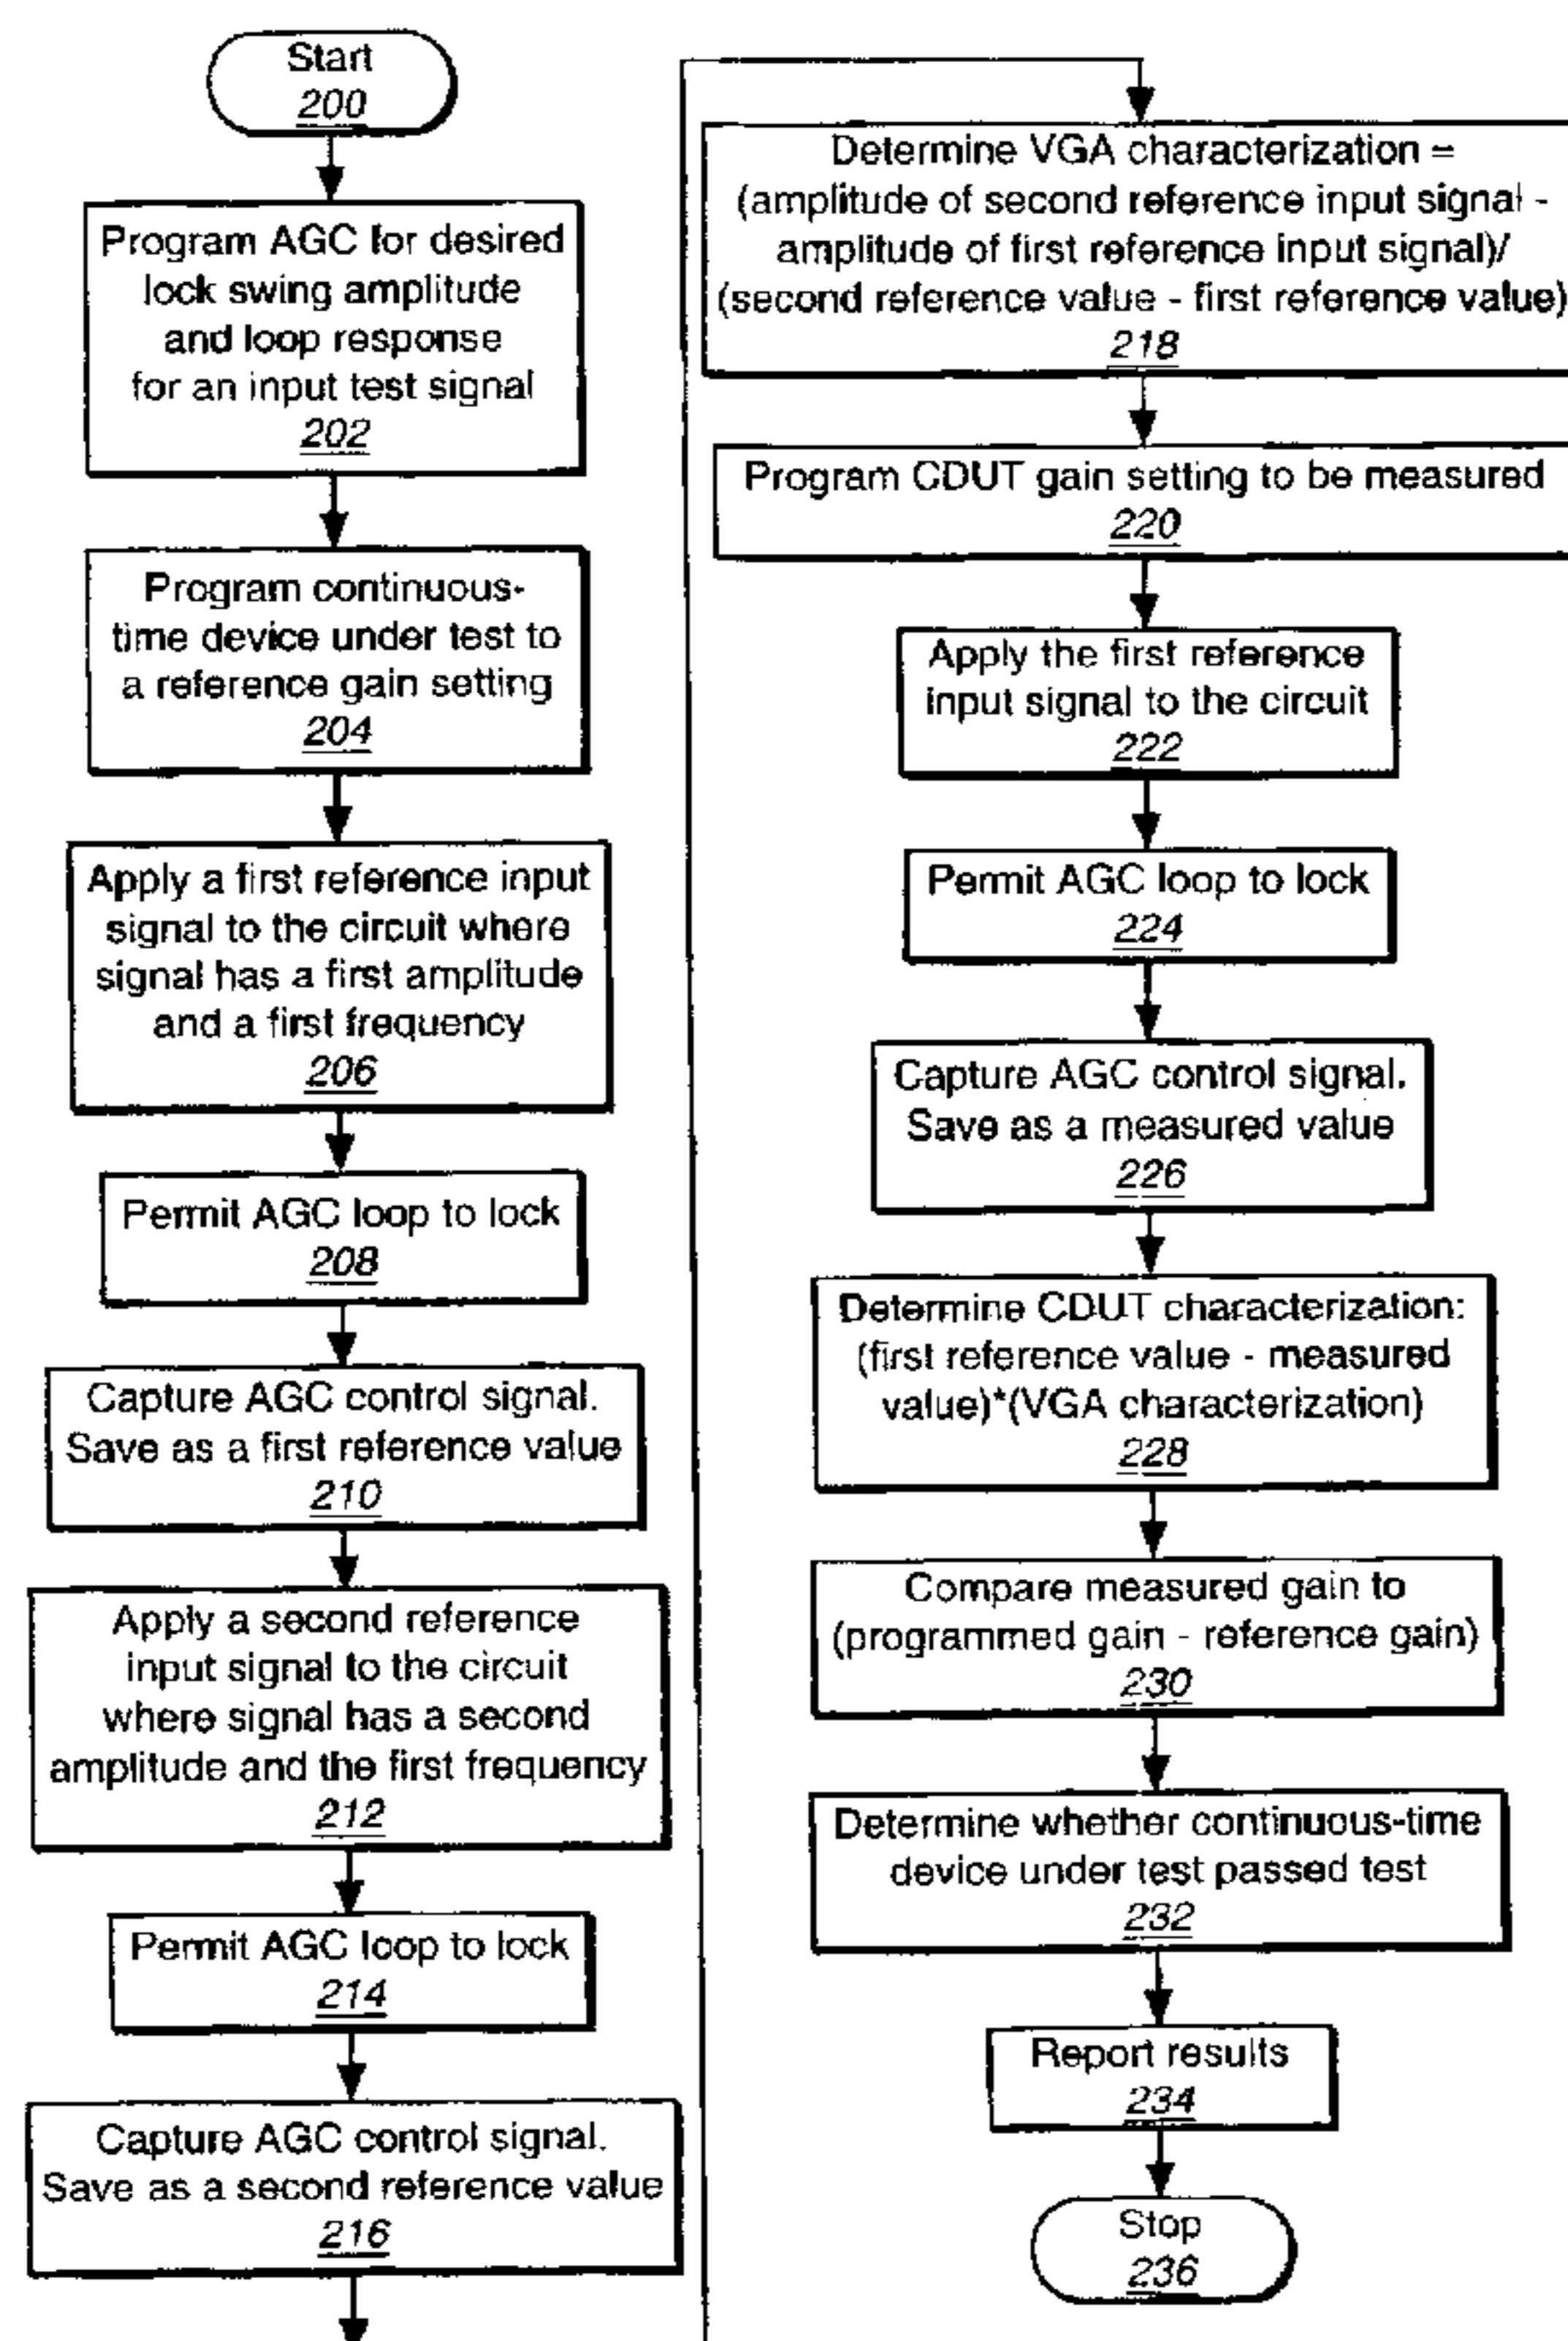 Start
200
Program AGC for desired
lock swing amplitude
and loop response
for an input test signal
202
Program continuous-
time device under test to
a reference gain setting
204
Apply a first reference input
signal to the circuit where
signal has a first amplitude
and a first frequency
206
Permit AGC loop to lock
208
Capture AGC control signal.
Save as a first reference value
210
Apply a second reference
input signal to the circuit
where signal has a second
amplitude and the first frequency
212
Permit AGC loop to lock
214
Capture AGC control signal.
Save as a second reference value
216
Determine VGA characterization =
(amplitude of second reference input signal -
amplitude of first reference input signal)/
(second reference value - first reference value)
218
Program CDUT gain setting to be measured
220
Apply the first reference
input signal to the circuit
222
Permit AGC loop to lock
224
Capture AGC control signal.
Save as a measured value
226
Determine CDUT characterization:
(first reference value - measured
value)*(VGA characterization)
228
Compare measured gain to
(programmed gain - reference gain)
230
Determine whether continuous-time
device under test passed test
232
Report results
234
Stop
236